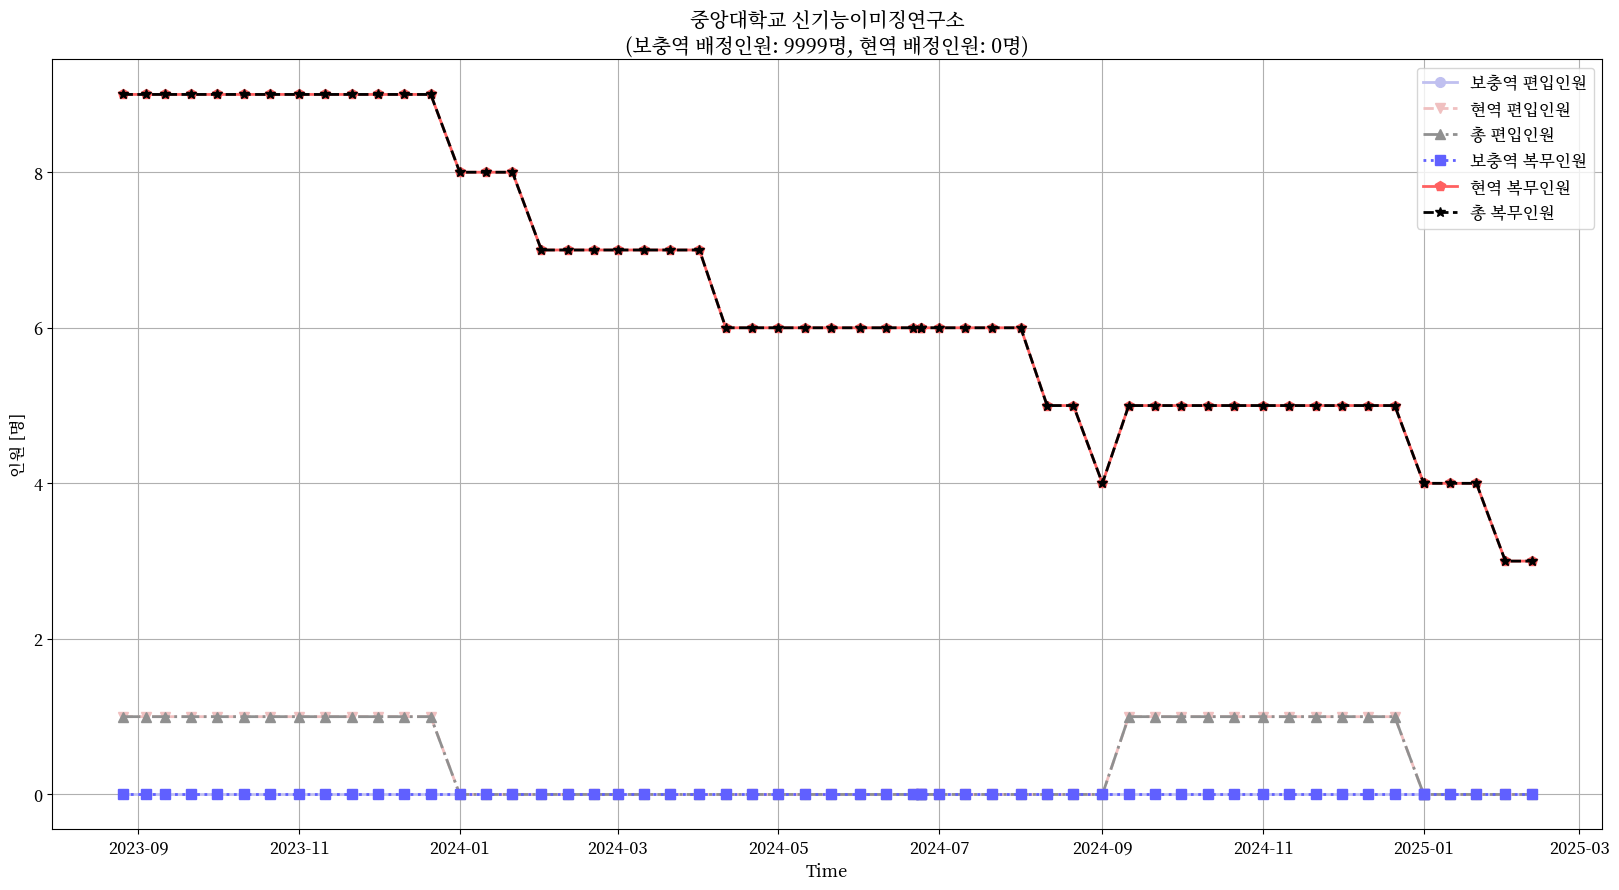 중앙대학교 신기능이미징연구소
(보충역 배정인원: 9999명, 현역 배정인원: 0명)
보충역 편입인원
현역 편입인원
총 편입인원
보충역 복무인원
현역 복무인원
총 복무인원
인원 [명]
8
6
4
2
0
2023-09
2023-11
2024-01
2024-03
2024-05
2024-07
2024-09
2024-11
2025-01
2025-03
Time